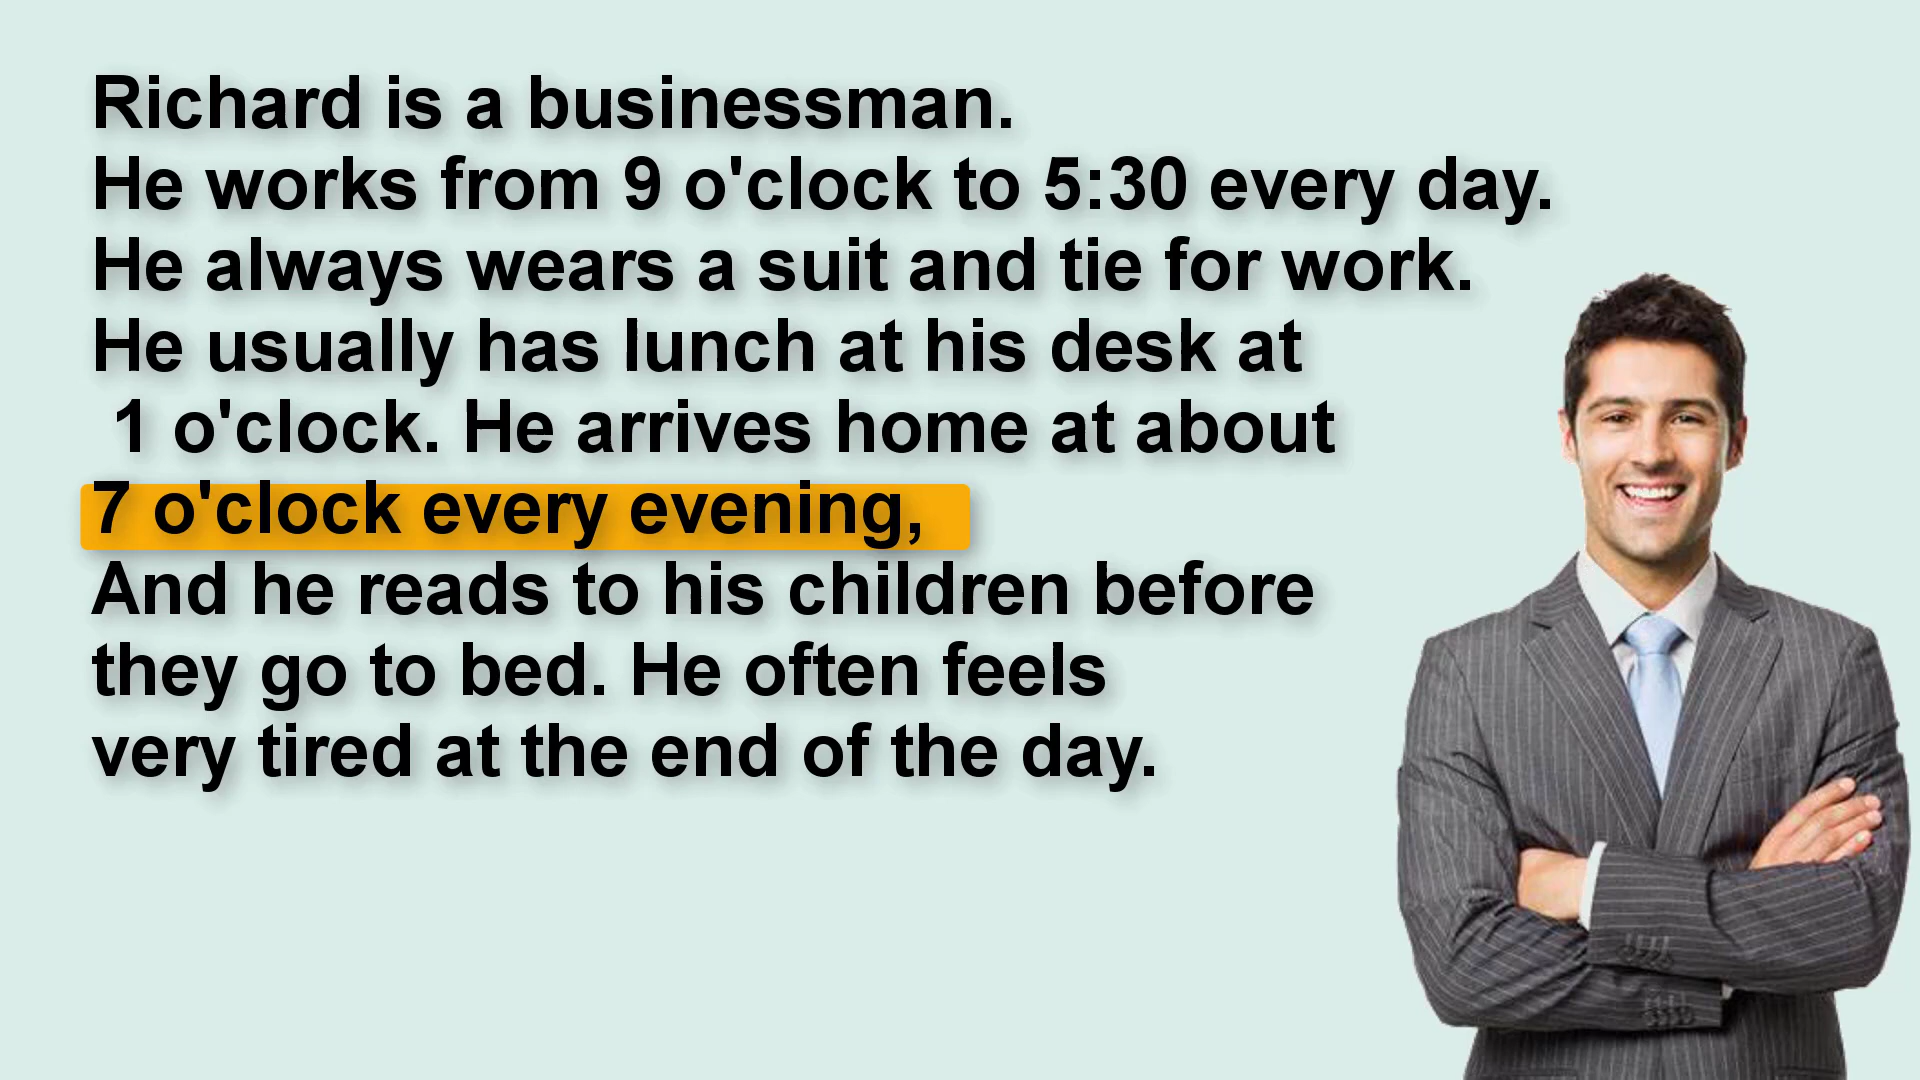 Richard is a businessman.
He works from 9 o'clock to 5:30 every day.
He always wears a suit and tie for work.
He usually has lunch at his desk at
1 o'clock. He arrives home at about
7 o'clock every evening,
And he reads to his children before
they go to bed. He often feels
very tired at the end of the day.